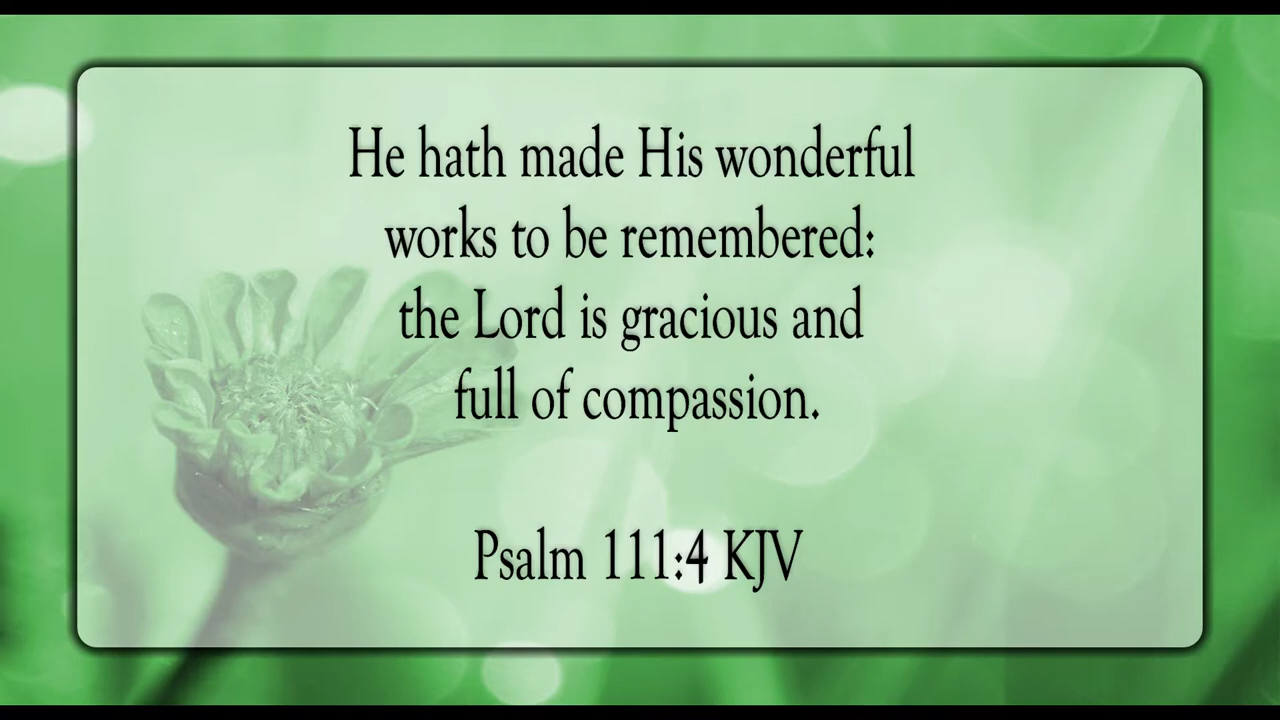 He hath made His wonderful
works to be remembered:
the Lord is gracious and
full of compassion.
Psalm 111:4 KJV